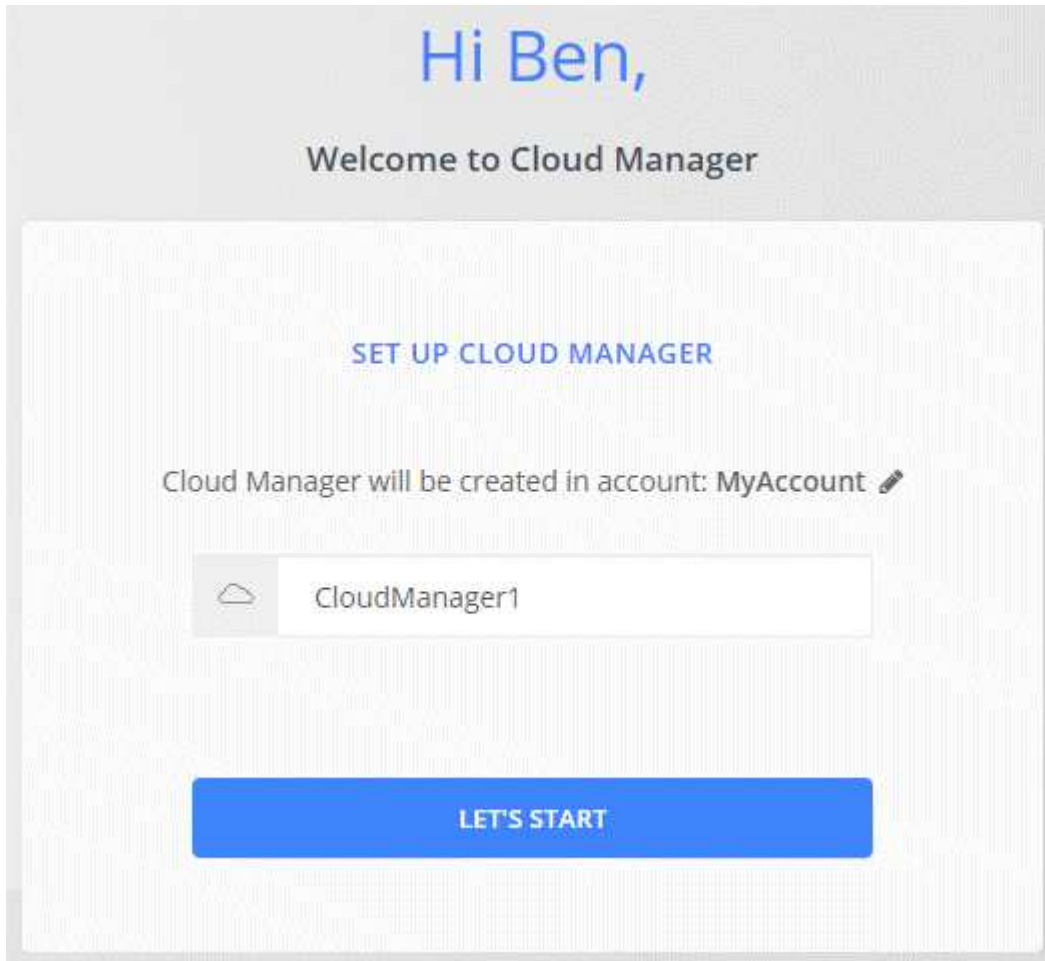 Hi Ben,
Welcome to Cloud Manager
SET UP CLOUD MANAGER
Cloud Manager will be created in account: MyAccount
CloudManager1
LET'S START